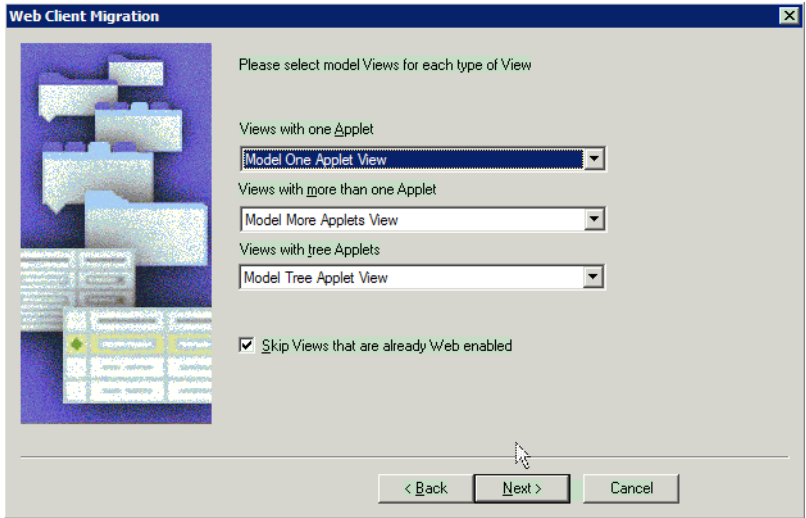 Web Client Migration
Please select model Views for each type of View
Views with one Applet
Model One Applet View
Views with more than one Applet
Model More Applets View
Views with tree Applets
Model Tree Applet View
Skip Views that are already Web enabled
< Back Next > Cancel